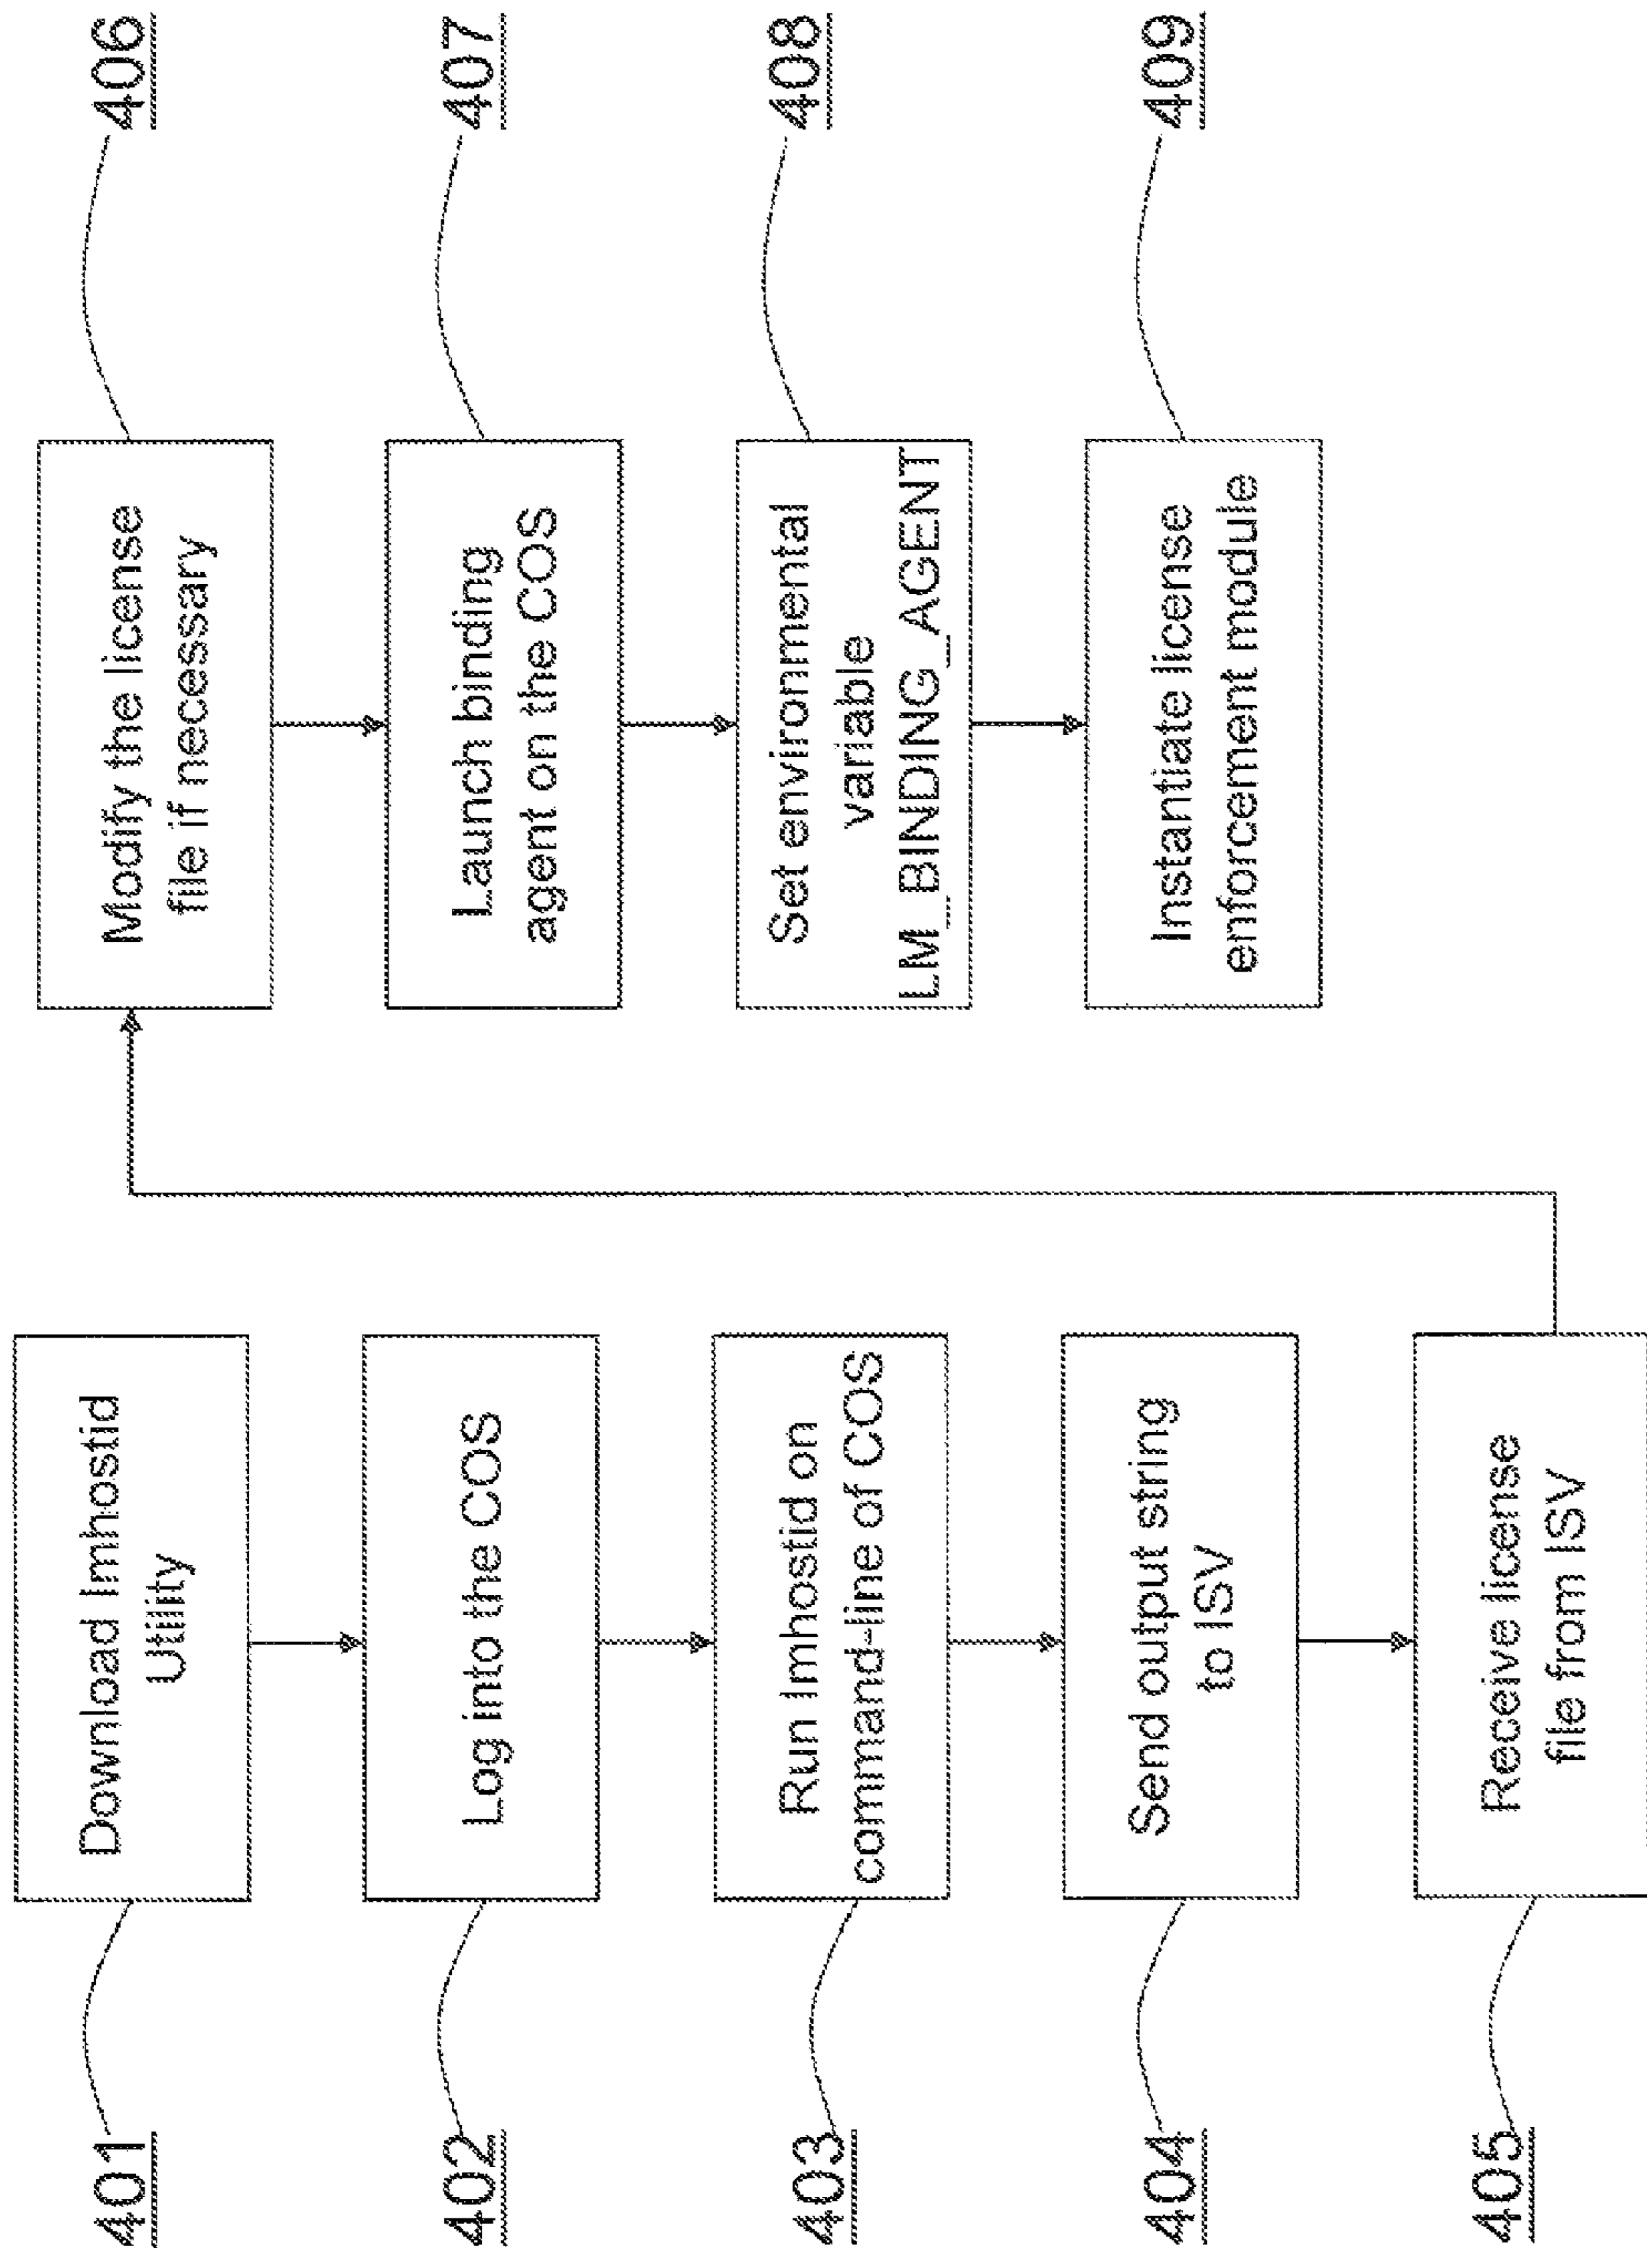 401
Download lmhostid
Utility
402
Log into the COS
403
Run lmhostid on
command-line of COS
404
Send output string
to ISV
405
Receive license
file from ISV
406
Modify the license
file if necessary
407
Launch binding
agent on the COS
408
Set environmental
variable
LM_BINDING_AGENT
409
Instantiate license
enforcement module